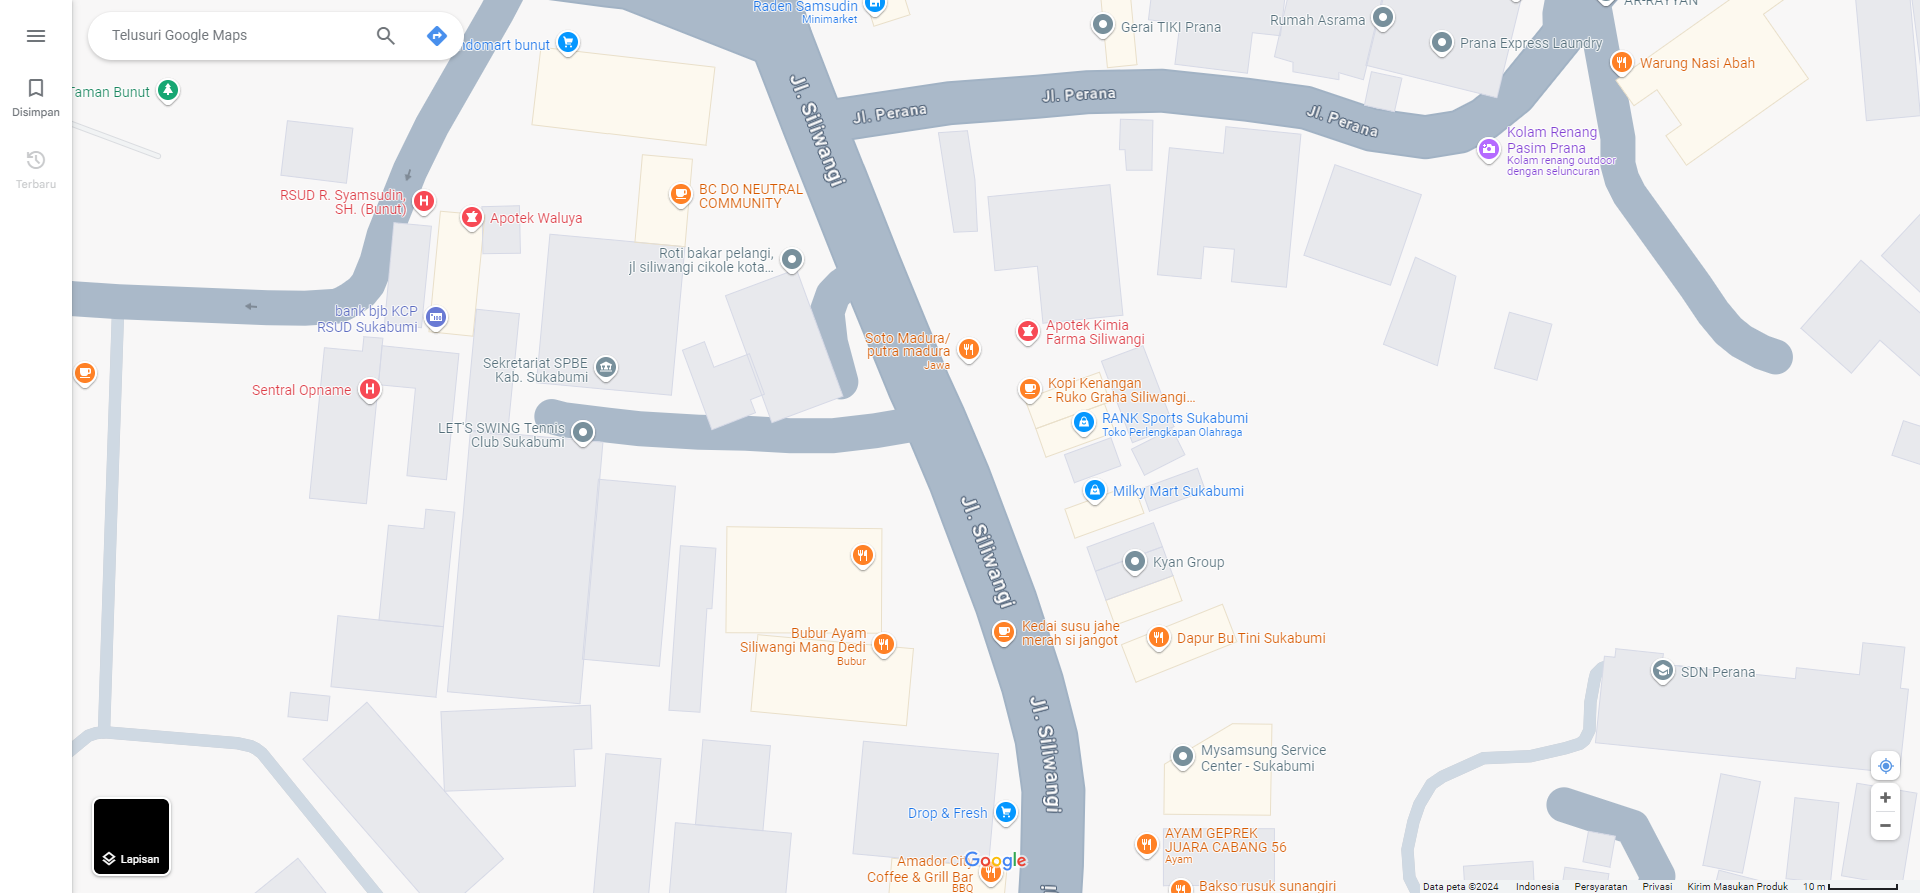 Telusuri Google Maps
Disimpan
Terbaru
Raden Samsudin
Minimarket
domart bunut
Taman Bunut
Gerai TIKI Prana
Rumah Asrama
Prana Express Laundry
AR-RAYYAN
Warung Nasi Abah
Jl. Siliwangi
Jl. Perana
Jl. Perana
Jl. Perana
Kolam Renang
Pasim Prana
Kolam renang outdoor
dengan seluncuran
RSUD R. Syamsudin,
SH. (Bunut)
Apotek Waluya
BC DO NEUTRAL
COMMUNITY
Roti bakar pelangi,
jl siliwangi cikole kota...
bank bjb KCP
RSUD Sukabumi
Soto Madura/
putra madura
Jawa
Apotek Kimia
Farma Siliwangi
Sekretariat SPBE
Kab. Sukabumi
Sentral Opname
Kopi Kenangan
- Ruko Graha Siliwangi...
RANK Sports Sukabumi
Toko Perlengkapan Olahraga
LET'S SWING Tennis
Club Sukabumi
Milky Mart Sukabumi
Jl. Siliwangi
Kyan Group
Kedai susu jahe
merah si jangot
Bubur Ayam
Siliwangi Mang Dedi
Bubur
Dapur Bu Tini Sukabumi
SDN Perana
Jl. Siliwangi
Mysamsung Service
Center - Sukabumi
Drop & Fresh
AYAM GEPREK
JUARA CABANG 56
Ayam
Amador City
Coffee & Grill Bar
BBQ
Google
Bakso rusuk sunangiri
Lapisan
Data peta ©2024 Indonesia Persyaratan Privasi Kirim Masukan Produk 10 m